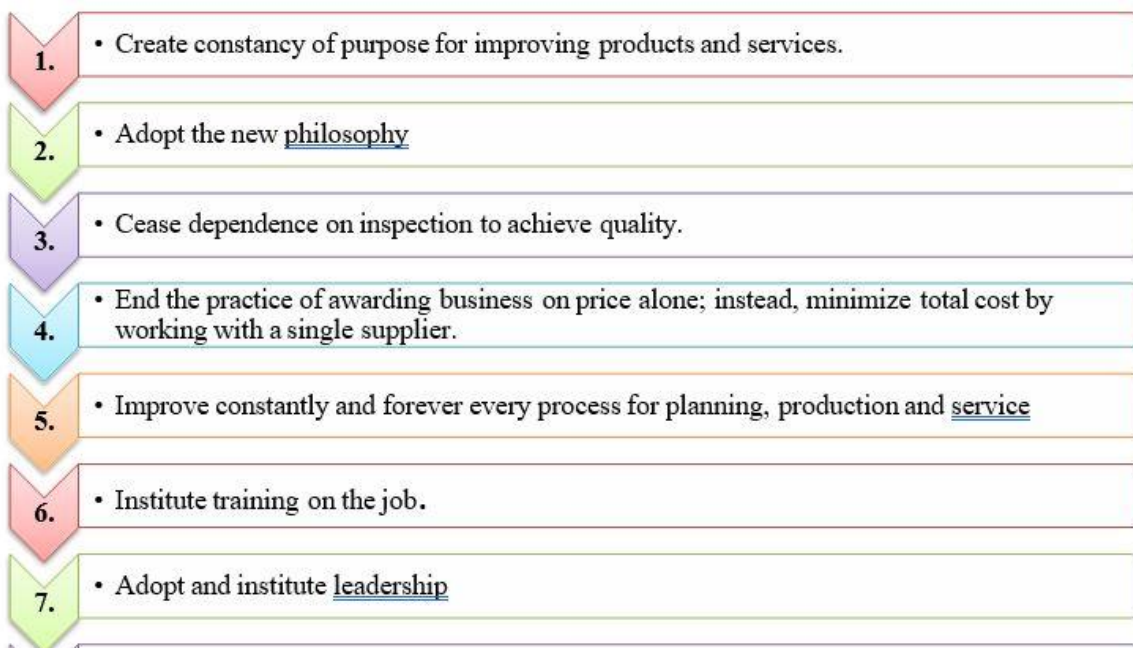 1.
• Create constancy of purpose for improving products and services.
2.
• Adopt the new philosophy
3.
• Cease dependence on inspection to achieve quality.
4.
• End the practice of awarding business on price alone; instead, minimize total cost by
working with a single supplier.
5.
• Improve constantly and forever every process for planning, production and service
6.
• Institute training on the job.
7.
• Adopt and institute leadership